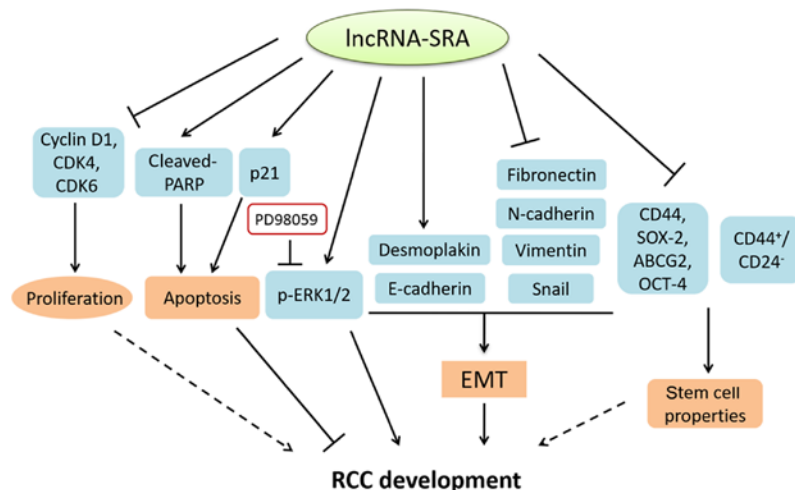 lncRNA-SRA
Cyclin D1,
CDK4,
CDK6
Cleaved-
PARP
p21
PD98059
Fibronectin
N-cadherin
Vimentin
Snail
Desmoplakin
E-cadherin
CD44,
SOX-2,
ABCG2,
OCT-4
CD44⁺/
CD24⁻
Proliferation
Apoptosis
p-ERK1/2
EMT
Stem cell
properties
RCC development